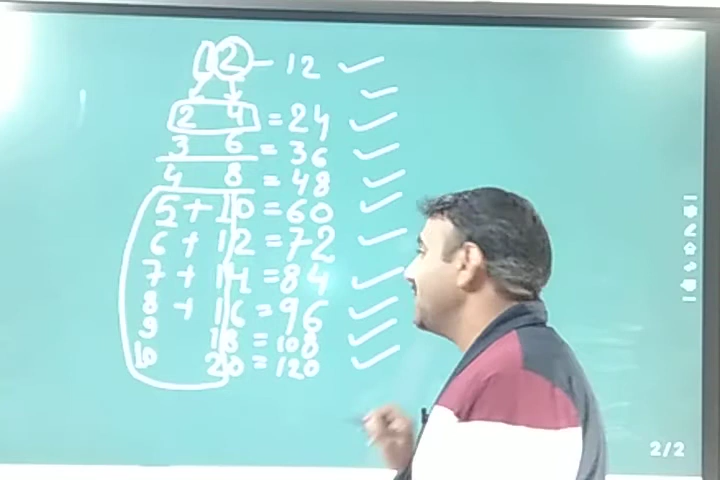 12 - 12 ✓
✓
2 4 = 24 ✓
3 6 = 36 ✓
4 8 = 48 ✓
5 + 10 = 60 ✓
6 + 12 = 72 ✓
7 + 14 = 84 ✓
8 + 16 = 96 ✓
9 18 = 108 ✓
10 20 = 120 ✓
2/2